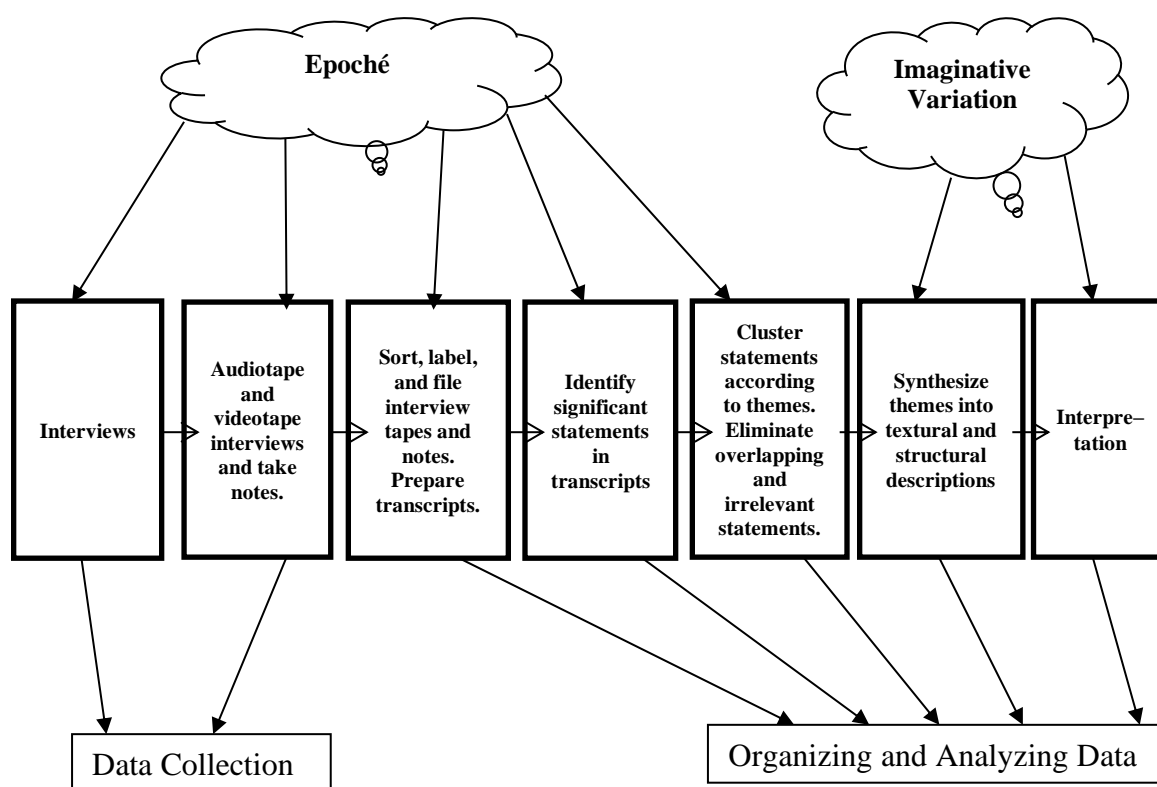 Epoché
Imaginative
Variation
Interviews
Audiotape
and
videotape
interviews
and take
notes.
Sort, label,
and file
interview
tapes and
notes.
Prepare
transcripts.
Identify
significant
statements
in
transcripts
Cluster
statements
according
to themes.
Eliminate
overlapping
and
irrelevant
statements.
Synthesize
themes into
textural and
structural
descriptions
Interpre–
tation
Data Collection
Organizing and Analyzing Data